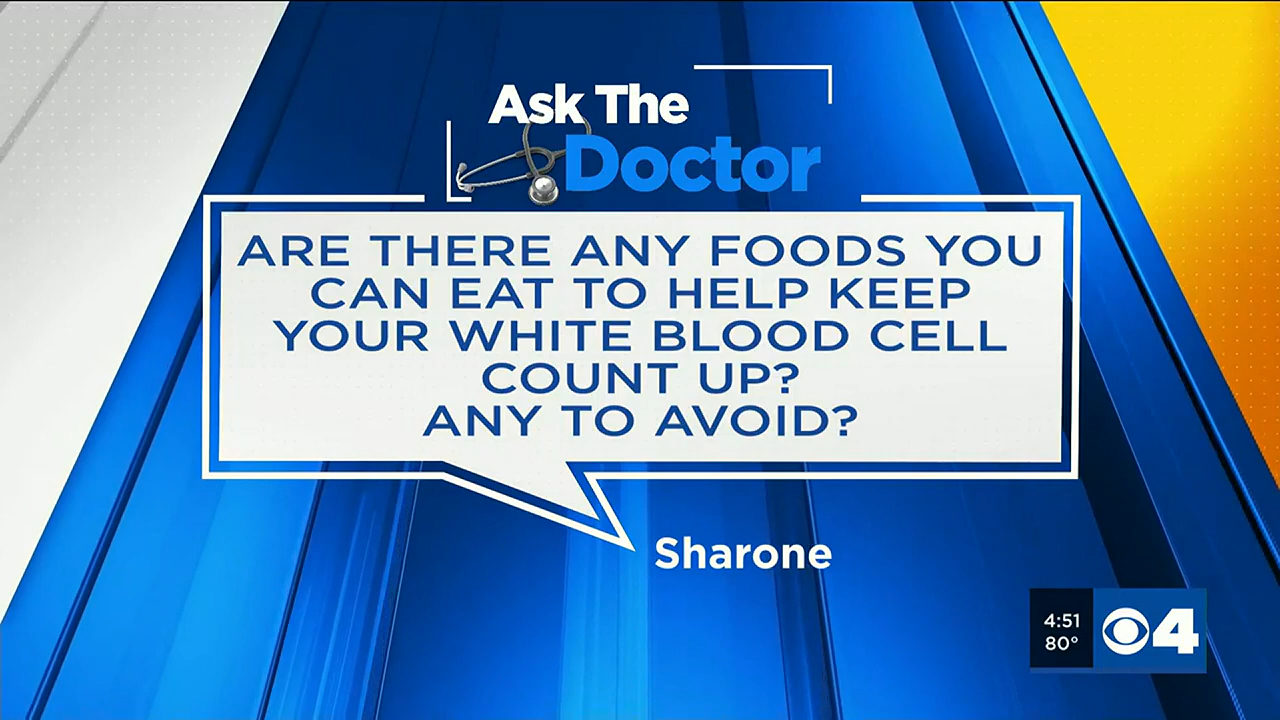 Ask The
Doctor
ARE THERE ANY FOODS YOU
CAN EAT TO HELP KEEP
YOUR WHITE BLOOD CELL
COUNT UP?
ANY TO AVOID?
Sharone
4:51
80°
4